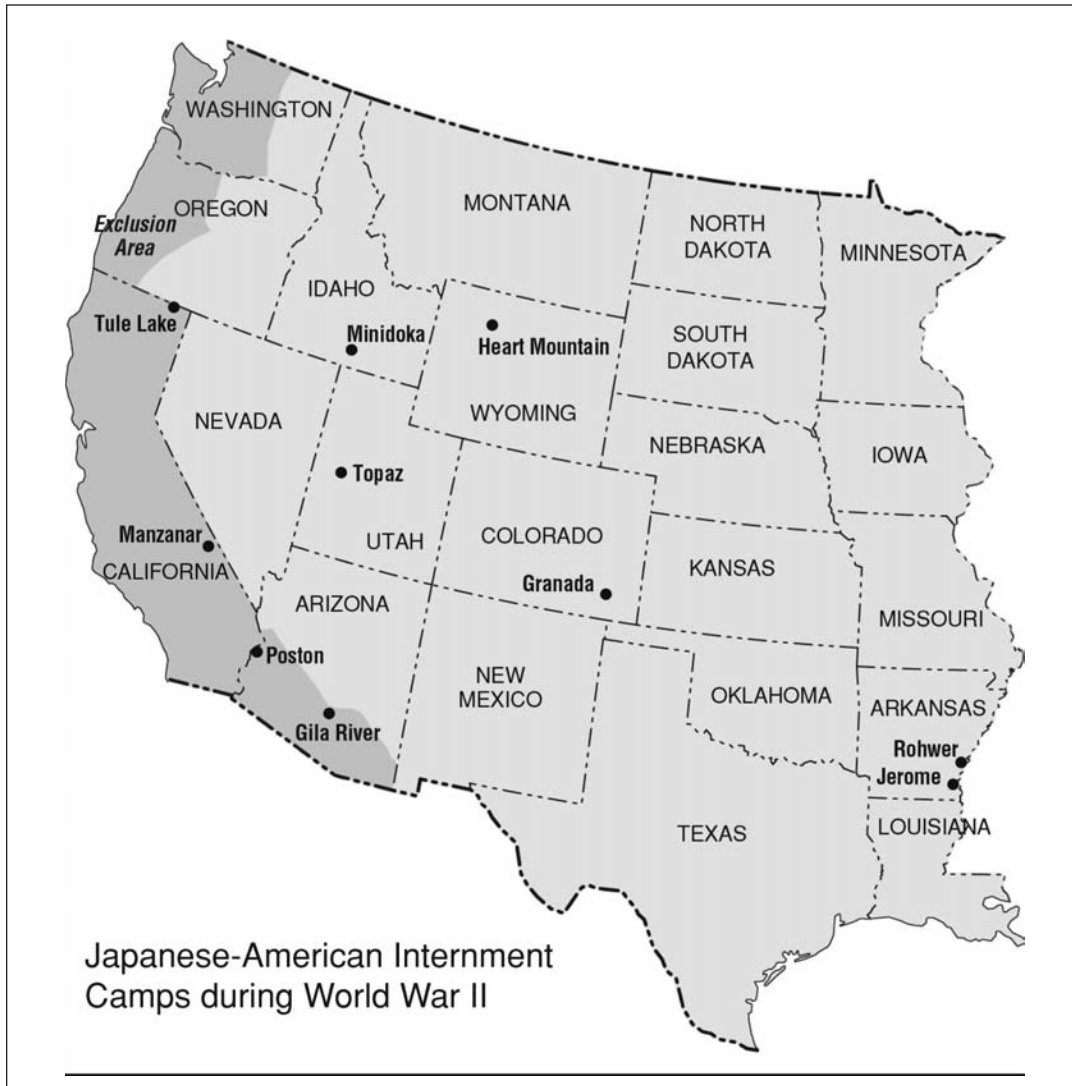 WASHINGTON
MONTANA
NORTH
DAKOTA
MINNESOTA
OREGON
Exclusion
Area
IDAHO
Tule Lake
Minidoka
Heart Mountain
SOUTH
DAKOTA
WYOMING
NEVADA
NEBRASKA
IOWA
Topaz
Manzanar
UTAH
COLORADO
CALIFORNIA
KANSAS
Granada
ARIZONA
MISSOURI
Poston
NEW
MEXICO
OKLAHOMA
ARKANSAS
Gila River
Rohwer
Jerome
TEXAS
LOUISIANA
Japanese-American Internment
Camps during World War II